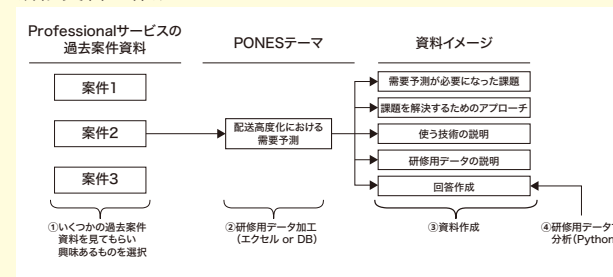 Professionalサービスの
過去案件資料
PONESテーマ
資料イメージ
案件1
案件2
案件3
配送高度化における
需要予測
需要予測が必要になった課題
課題を解決するためのアプローチ
使う技術の説明
研修用データの説明
回答作成
①いくつかの過去案件
資料を見てもらい
興味あるものを選択
②研修用データ加工
（エクセル or DB）
③資料作成
④研修用データ
分析（Python